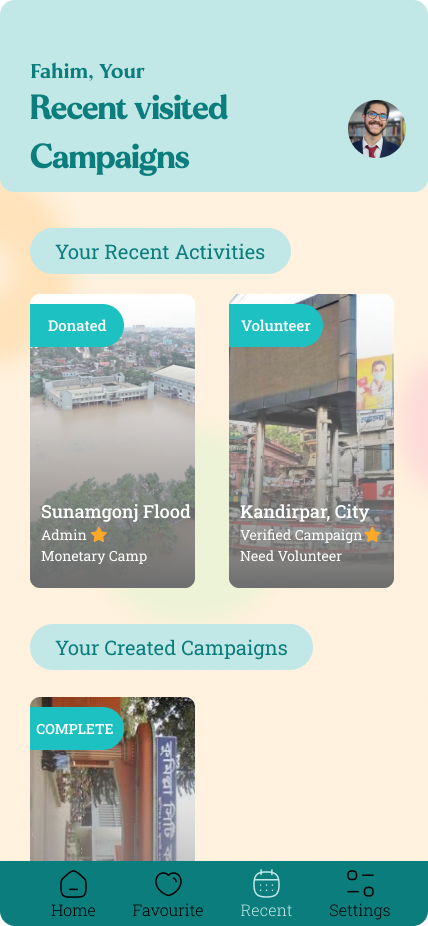 Fahim, Your
Recent visited
Campaigns
Your Recent Activities
Donated
Volunteer
Sunamgonj Flood
Admin
Monetary Camp
Kandirpar, City
Verified Campaign
Need Volunteer
Your Created Campaigns
COMPLETE
Home
Favourite
Recent
Settings